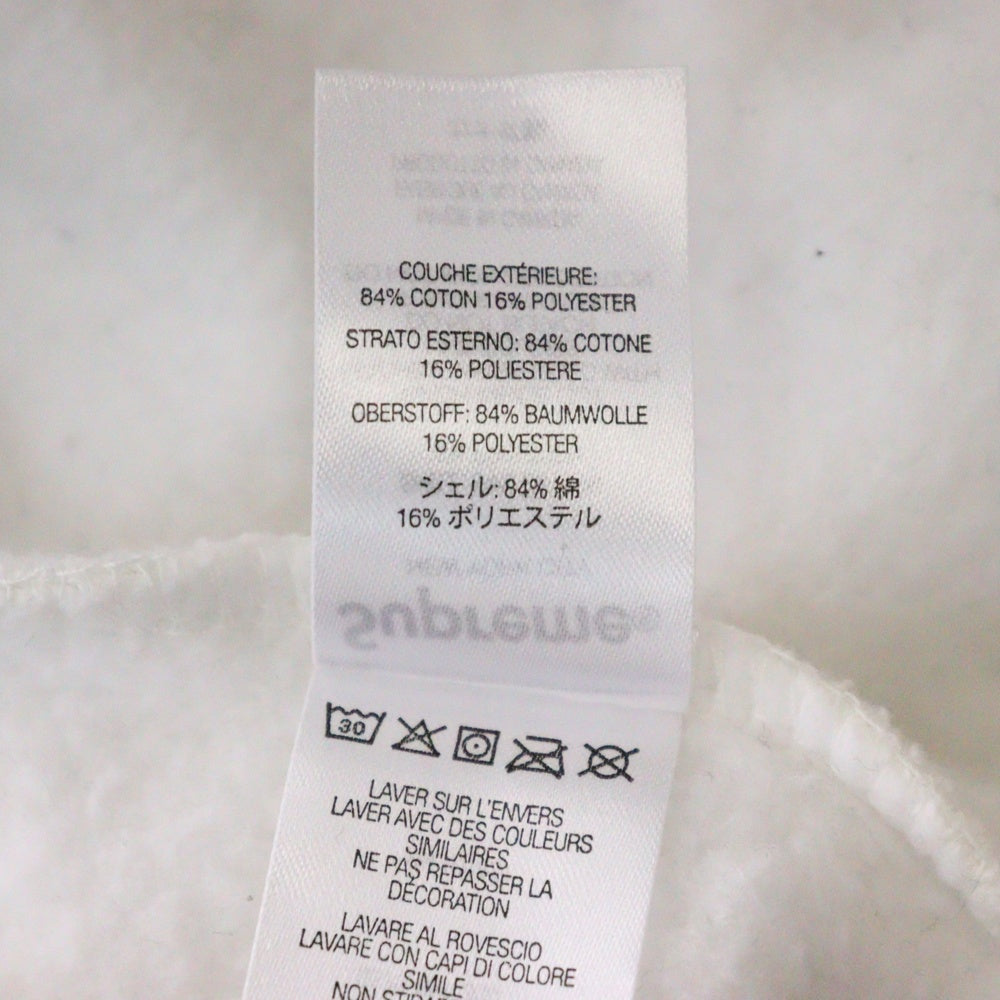 COUCHE EXTÉRIEURE:
84% COTON 16% POLYESTER
STRATO ESTERNO: 84% COTONE
16% POLIESTERE
OBERSTOFF: 84% BAUMWOLLE
16% POLYESTER
シェル: 84% 綿
16% ポリエステル
Supreme®
30
LAVER SUR L'ENVERS
LAVER AVEC DES COULEURS
SIMILAIRES
NE PAS REPASSER LA
DÉCORATION
LAVARE AL ROVESCIO
LAVARE CON CAPI DI COLORE
SIMILE